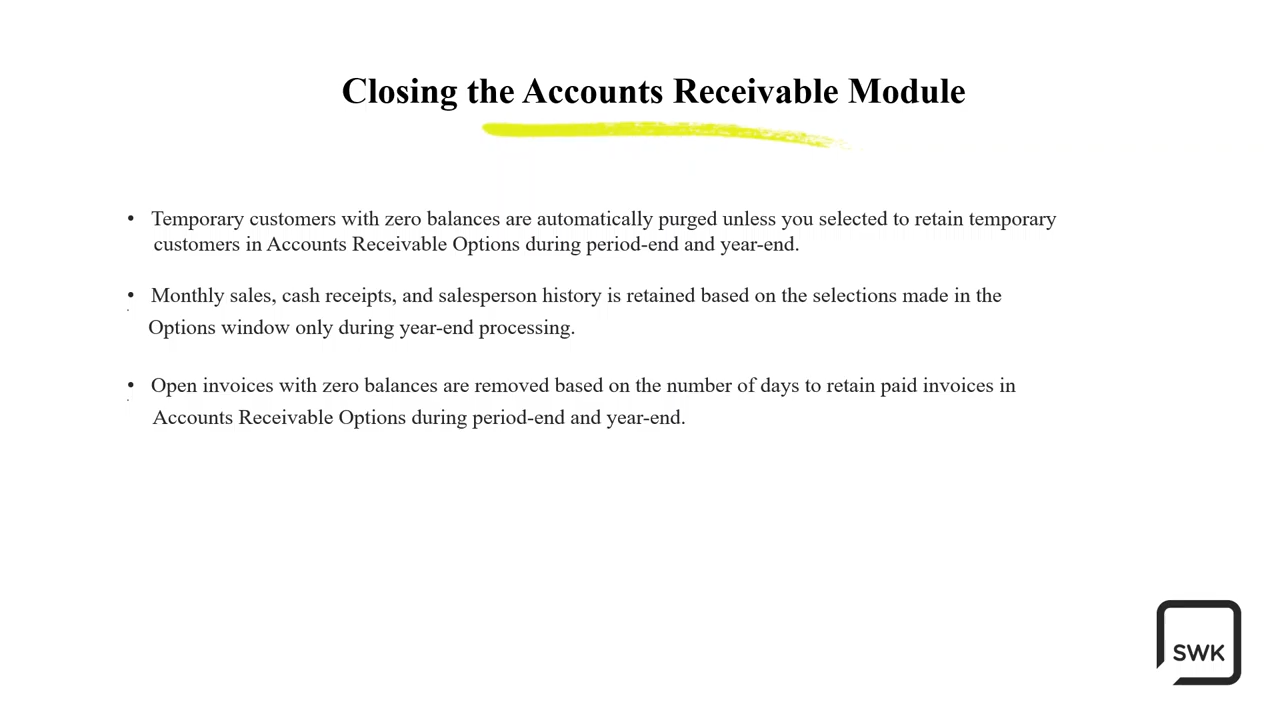 Closing the Accounts Receivable Module
• Temporary customers with zero balances are automatically purged unless you selected to retain temporary
customers in Accounts Receivable Options during period-end and year-end.
• Monthly sales, cash receipts, and salesperson history is retained based on the selections made in the
Options window only during year-end processing.
• Open invoices with zero balances are removed based on the number of days to retain paid invoices in
Accounts Receivable Options during period-end and year-end.
SWK